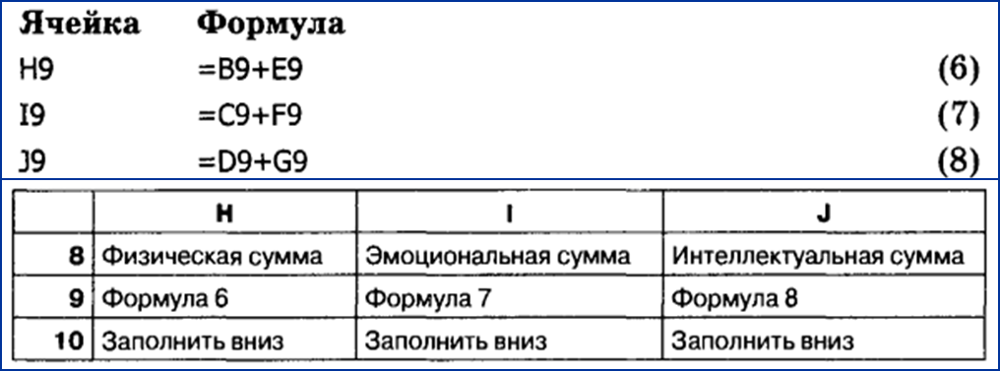 Ячейка Формула
H9 =B9+E9 (6)
I9 =C9+F9 (7)
J9 =D9+G9 (8)
H I J
8 Физическая сумма Эмоциональная сумма Интеллектуальная сумма
9 Формула 6 Формула 7 Формула 8
10 Заполнить вниз Заполнить вниз Заполнить вниз